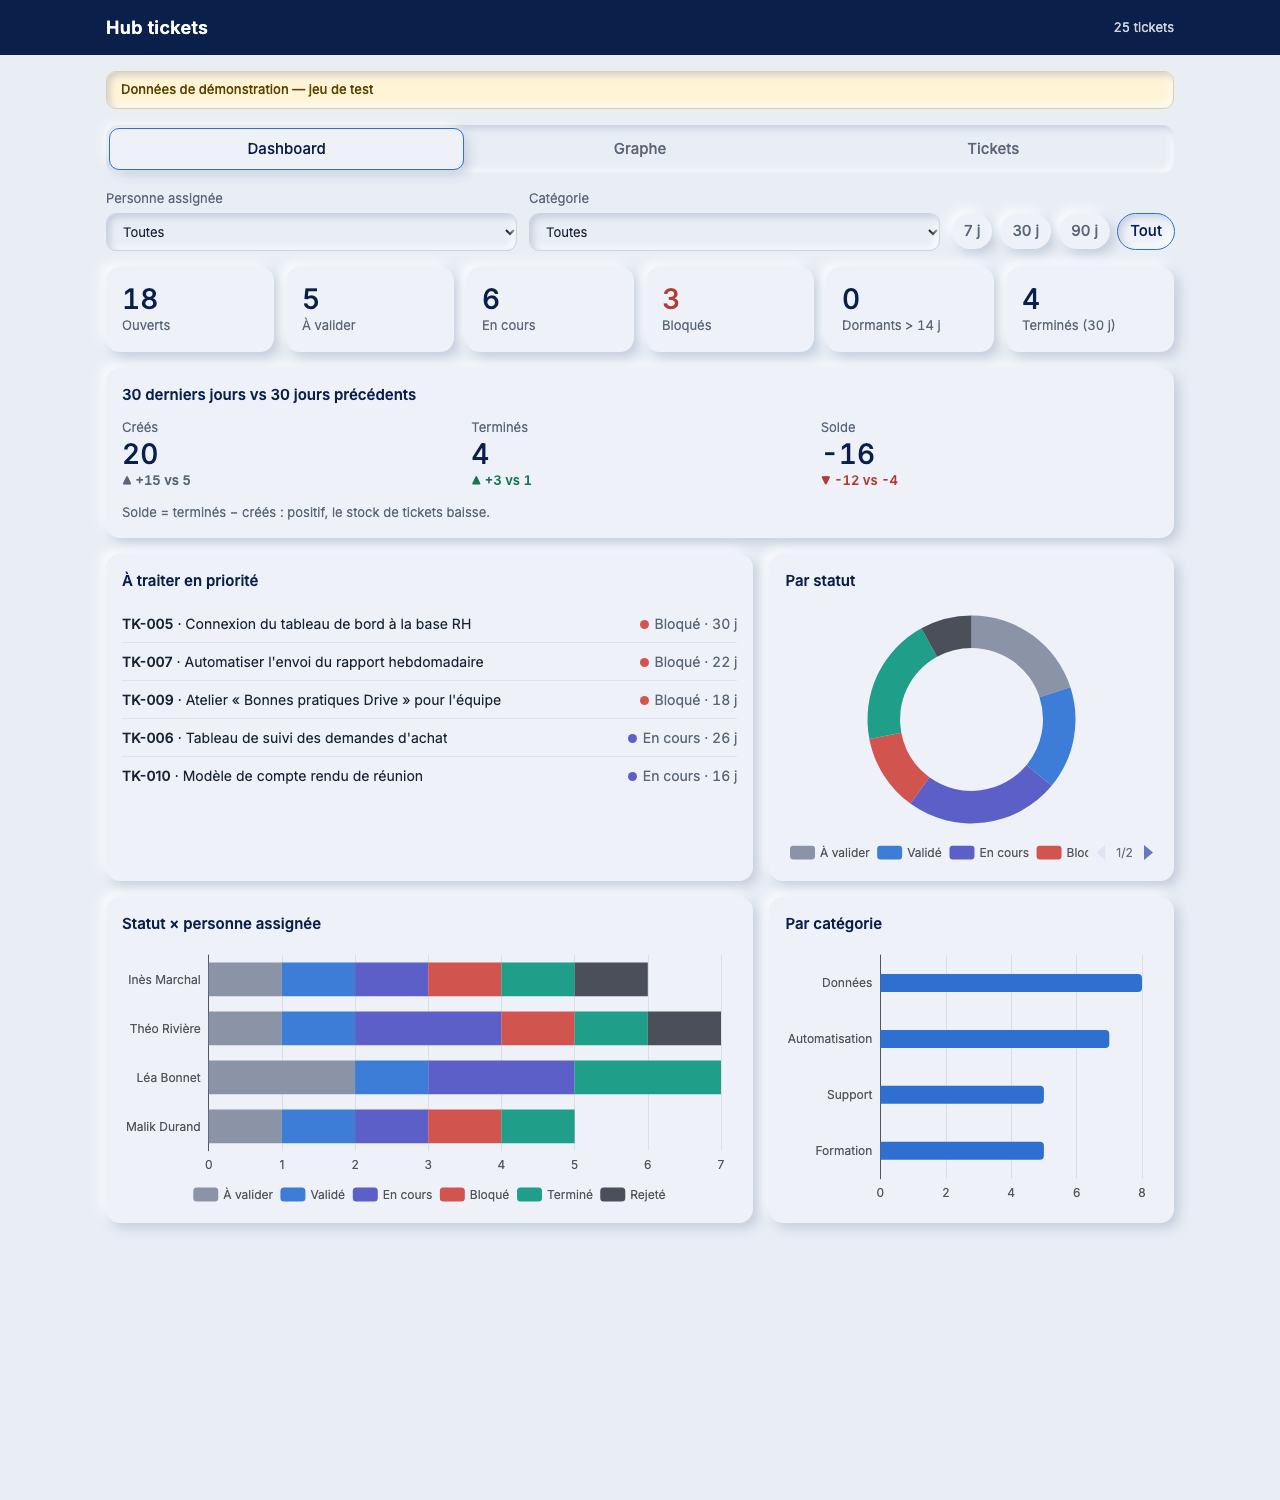 Hub tickets
25 tickets
Données de démonstration — jeu de test
Dashboard
Graphe
Tickets
Personne assignée
Catégorie
Toutes
Toutes
7 j
30 j
90 j
Tout
18
Ouverts
5
À valider
6
En cours
3
Bloqués
0
Dormants > 14 j
4
Terminés (30 j)
30 derniers jours vs 30 jours précédents
Créés
20
▲ +15 vs 5
Terminés
4
▲ +3 vs 1
Solde
-16
▼ -12 vs -4
Solde = terminés − créés : positif, le stock de tickets baisse.
À traiter en priorité
TK-005 · Connexion du tableau de bord à la base RH
Bloqué · 30 j
TK-007 · Automatiser l'envoi du rapport hebdomadaire
Bloqué · 22 j
TK-009 · Atelier « Bonnes pratiques Drive » pour l'équipe
Bloqué · 18 j
TK-006 · Tableau de suivi des demandes d'achat
En cours · 26 j
TK-010 · Modèle de compte rendu de réunion
En cours · 16 j
Par statut
À valider
Validé
En cours
Bloc
1/2
Statut × personne assignée
Inès Marchal
Théo Rivière
Léa Bonnet
Malik Durand
0 1 2 3 4 5 6 7
À valider
Validé
En cours
Bloqué
Terminé
Rejeté
Par catégorie
Données
Automatisation
Support
Formation
0 2 4 6 8